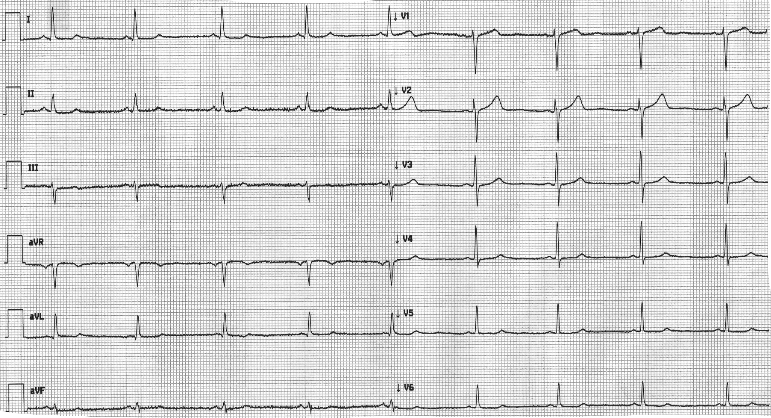 I
II
III
aVR
aVL
aVF
↓ V1
↓ V2
↓ V3
↓ V4
↓ V5
↓ V6